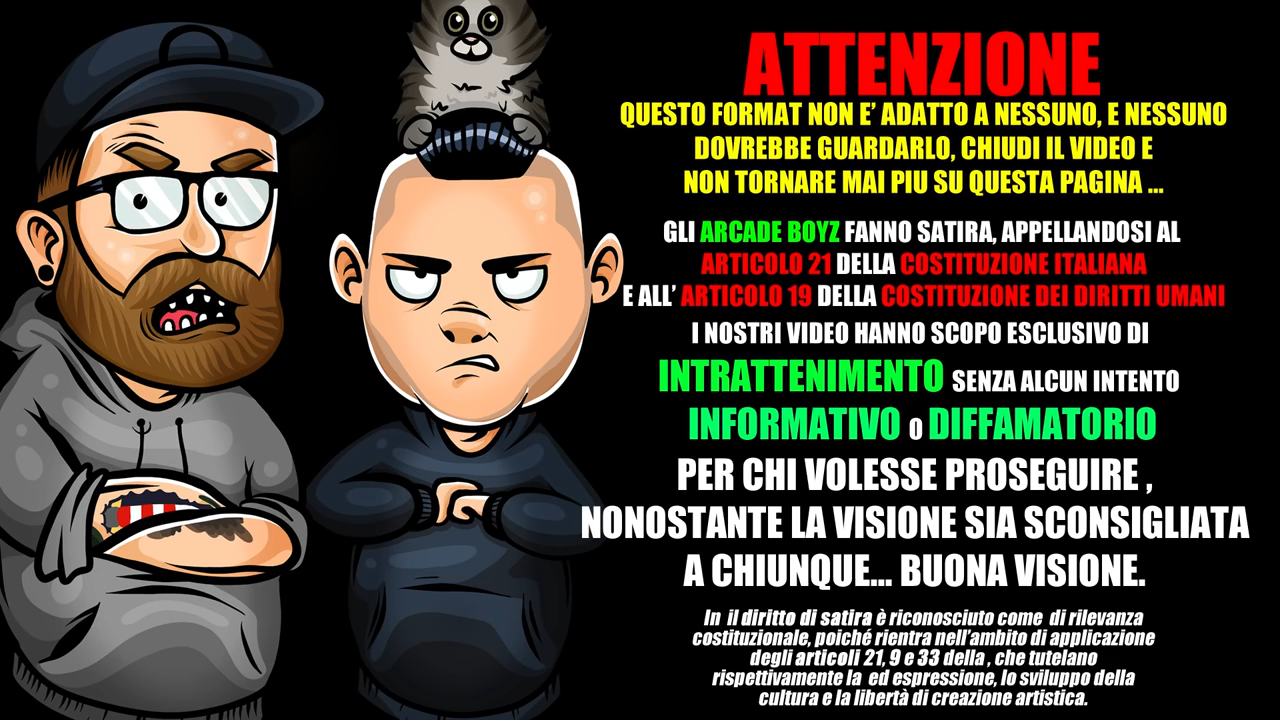 ATTENZIONE
QUESTO FORMAT NON E' ADATTO A NESSUNO, E NESSUNO
DOVREBBE GUARDARLO, CHIUDI IL VIDEO E
NON TORNARE MAI PIU SU QUESTA PAGINA ...
GLI ARCADE BOYZ FANNO SATIRA, APPELLANDOSI AL
ARTICOLO 21 DELLA COSTITUZIONE ITALIANA
E ALL' ARTICOLO 19 DELLA COSTITUZIONE DEI DIRITTI UMANI
I NOSTRI VIDEO HANNO SCOPO ESCLUSIVO DI
INTRATTENIMENTO SENZA ALCUN INTENTO
INFORMATIVO O DIFFAMATORIO
PER CHI VOLESSE PROSEGUIRE ,
NONOSTANTE LA VISIONE SIA SCONSIGLIATA
A CHIUNQUE... BUONA VISIONE.
In il diritto di satira è riconosciuto come di rilevanza
costituzionale, poiché rientra nell'ambito di applicazione
degli articoli 21, 9 e 33 della , che tutelano
rispettivamente la ed espressione, lo sviluppo della
cultura e la libertà di creazione artistica.